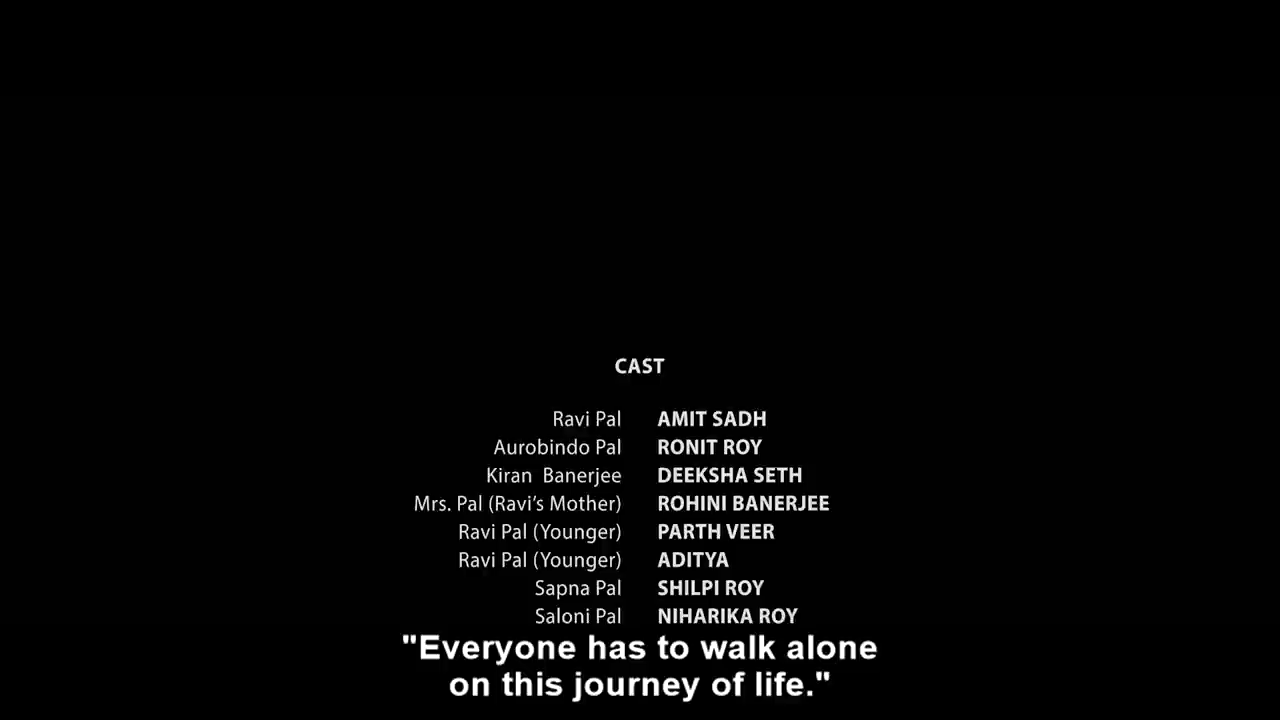 CAST
Ravi Pal AMIT SADH
Aurobindo Pal RONIT ROY
Kiran Banerjee DEEKSHA SETH
Mrs. Pal (Ravi's Mother) ROHINI BANERJEE
Ravi Pal (Younger) PARTH VEER
Ravi Pal (Younger) ADITYA
Sapna Pal SHILPI ROY
Saloni Pal NIHARIKA ROY
"Everyone has to walk alone
on this journey of life."